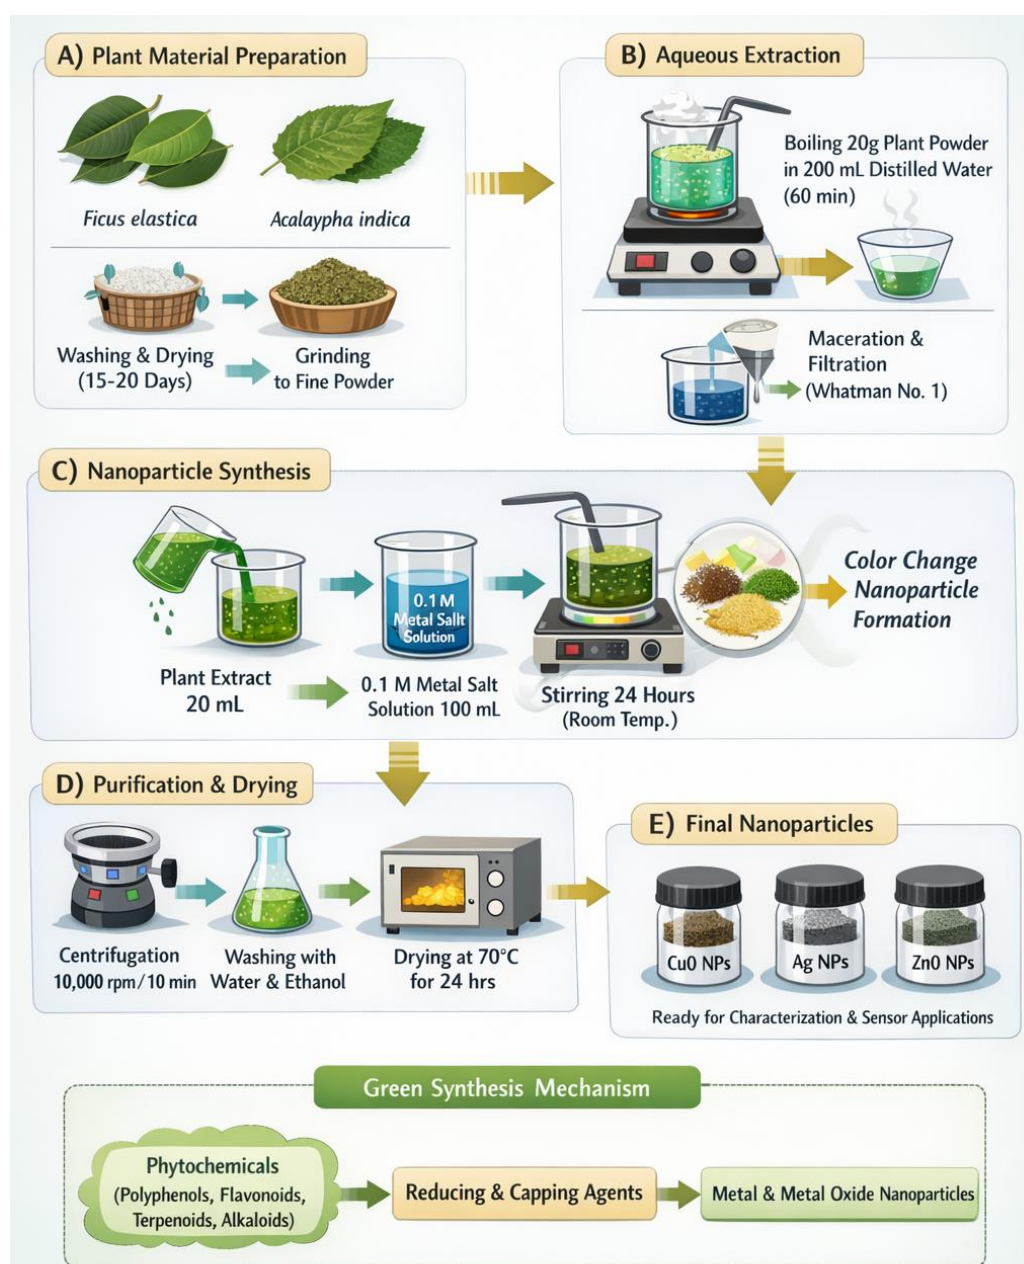 A) Plant Material Preparation
Ficus elastica
Acalaypha indica
Washing & Drying
(15-20 Days)
Grinding
to Fine Powder
B) Aqueous Extraction
Boiling 20g Plant Powder
in 200 mL Distilled Water
(60 min)
Maceration &
Filtration
(Whatman No. 1)
C) Nanoparticle Synthesis
Plant Extract
20 mL
0.1 M
Metal Sallt
Solution
0.1 M Metal Salt
Solution 100 mL
Stirring 24 Hours
(Room Temp.)
Color Change
Nanoparticle
Formation
D) Purification & Drying
Centrifugation
10,000 rpm/10 min
Washing with
Water & Ethanol
Drying at 70°C
for 24 hrs
E) Final Nanoparticles
CuO NPs
Ag NPs
ZnO NPs
Ready for Characterization & Sensor Applications
Green Synthesis Mechanism
Phytochemicals
(Polyphenols, Flavonoids,
Terpenoids, Alkaloids)
Reducing & Capping Agents
Metal & Metal Oxide Nanoparticles